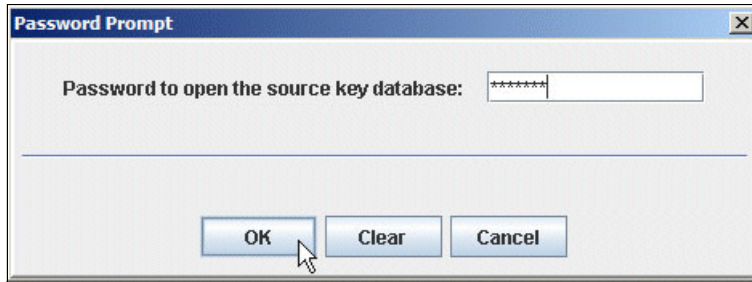 Password Prompt
Password to open the source key database: *******
OK Clear Cancel